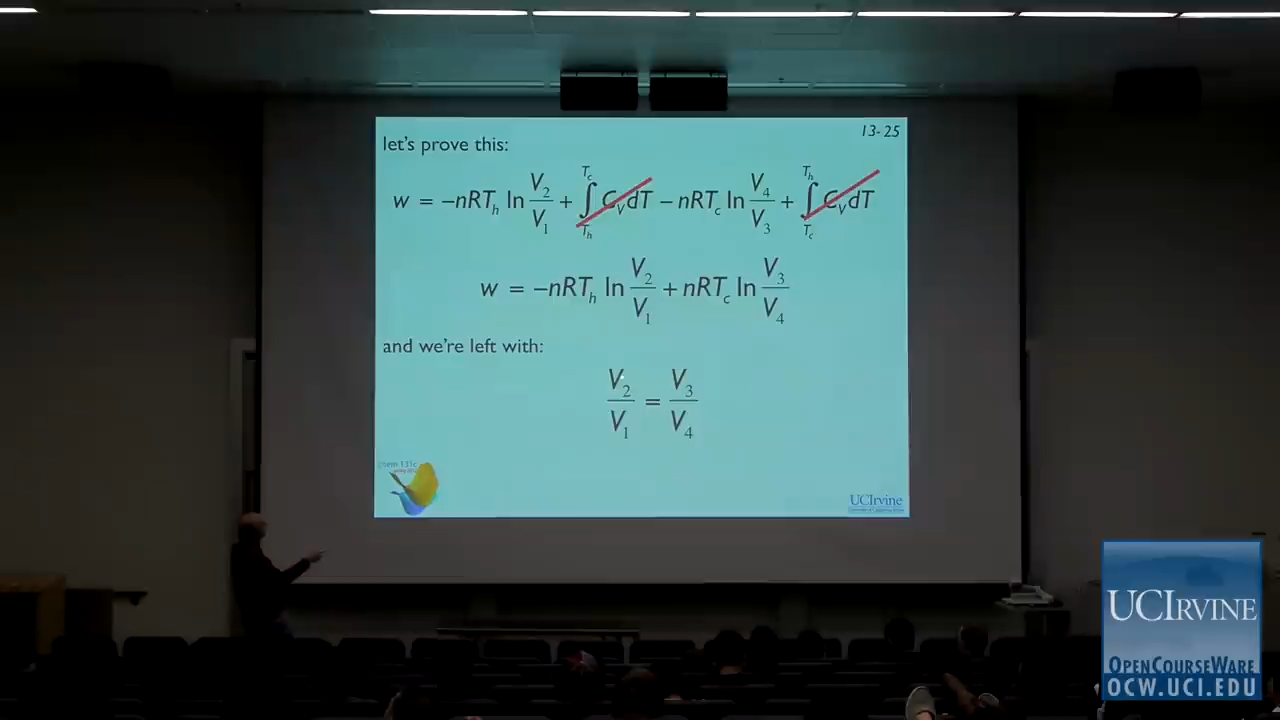 13-25
let's prove this:
w = −nRT_h ln V_2/V_1 + ∫_{T_h}^{T_c} C_V dT − nRT_c ln V_4/V_3 + ∫_{T_c}^{T_h} C_V dT
w = −nRT_h ln V_2/V_1 + nRT_c ln V_3/V_4
and we're left with:
V_2/V_1 = V_3/V_4
chem 131c
UCIrvine
UCIRVINE
OPENCOURSEWARE
OCW.UCI.EDU